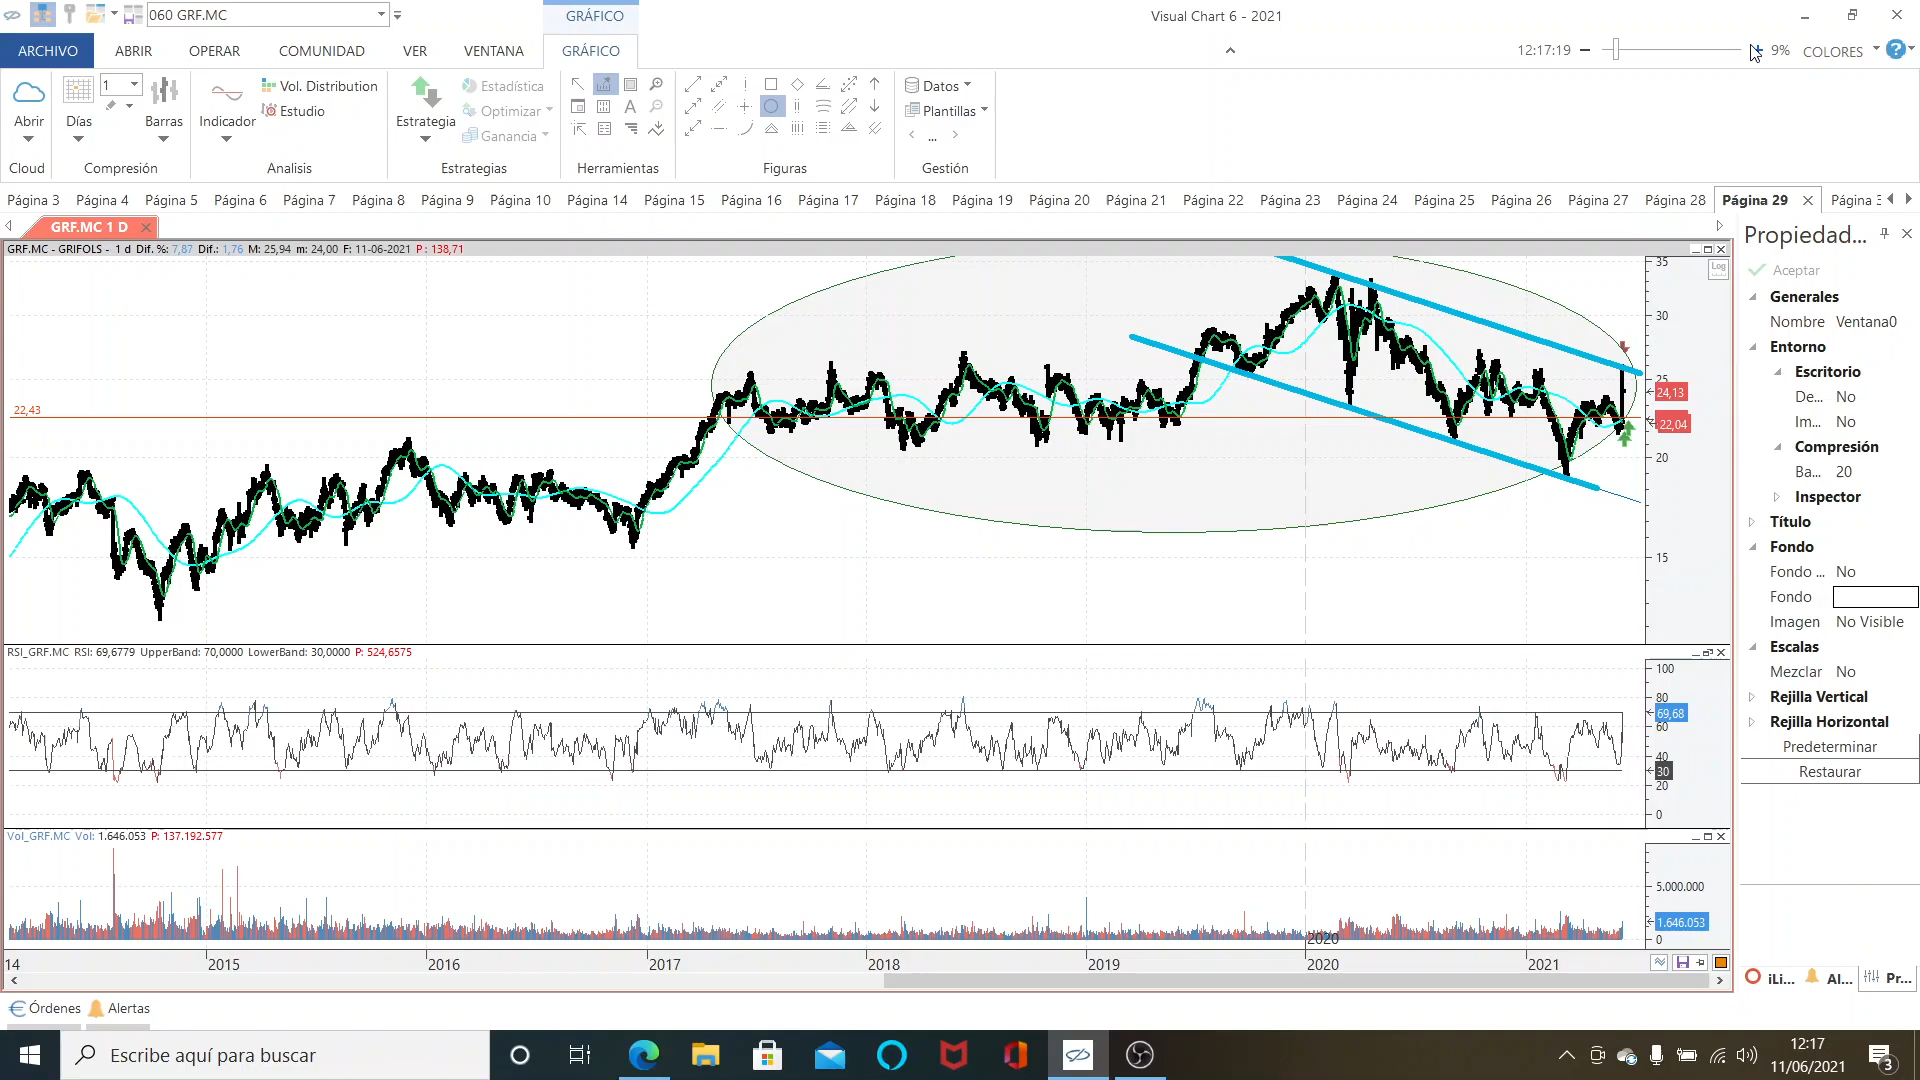 060 GRF.MC
GRÁFICO
Visual Chart 6 - 2021
ARCHIVO
ABRIR
OPERAR
COMUNIDAD
VER
VENTANA
GRÁFICO
12:17:19
9%
COLORES
?
Abrir
Cloud
Días
1
Barras
Compresión
Indicador
Vol. Distribution
Estudio
Analisis
Estrategia
Estadística
Optimizar
Ganancia
Estrategias
A
Herramientas
Figuras
Datos
Plantillas
...
Gestión
Página 3
Página 4
Página 5
Página 6
Página 7
Página 8
Página 9
Página 10
Página 14
Página 15
Página 16
Página 17
Página 18
Página 19
Página 20
Página 21
Página 22
Página 23
Página 24
Página 25
Página 26
Página 27
Página 28
Página 29
Página 3
GRF.MC 1 D
GRF.MC - GRIFOLS - 1 d Dif. %: 7,87 Dif.: 1,76 M: 25,94 m: 24,00 F: 11-06-2021 P: 138,71
Log
35
30
25
24,13
22,04
20
15
22,43
RSI_GRF.MC RSI: 69,6779 UpperBand: 70,0000 LowerBand: 30,0000 P: 524,6575
100
80
69,68
60
40
30
20
0
Vol_GRF.MC Vol: 1.646.053 P: 137.192.577
5.000.000
1.646.053
0
2020
14
2015
2016
2017
2018
2019
2020
2021
Propiedad...
Aceptar
Generales
Nombre Ventana0
Entorno
Escritorio
De... No
Im... No
Compresión
Ba... 20
Inspector
Título
Fondo
Fondo ... No
Fondo
Imagen No Visible
Escalas
Mezclar No
Rejilla Vertical
Rejilla Horizontal
Predeterminar
Restaurar
iLi...
Al...
Pr...
Órdenes
Alertas
Escribe aquí para buscar
12:17
11/06/2021
3